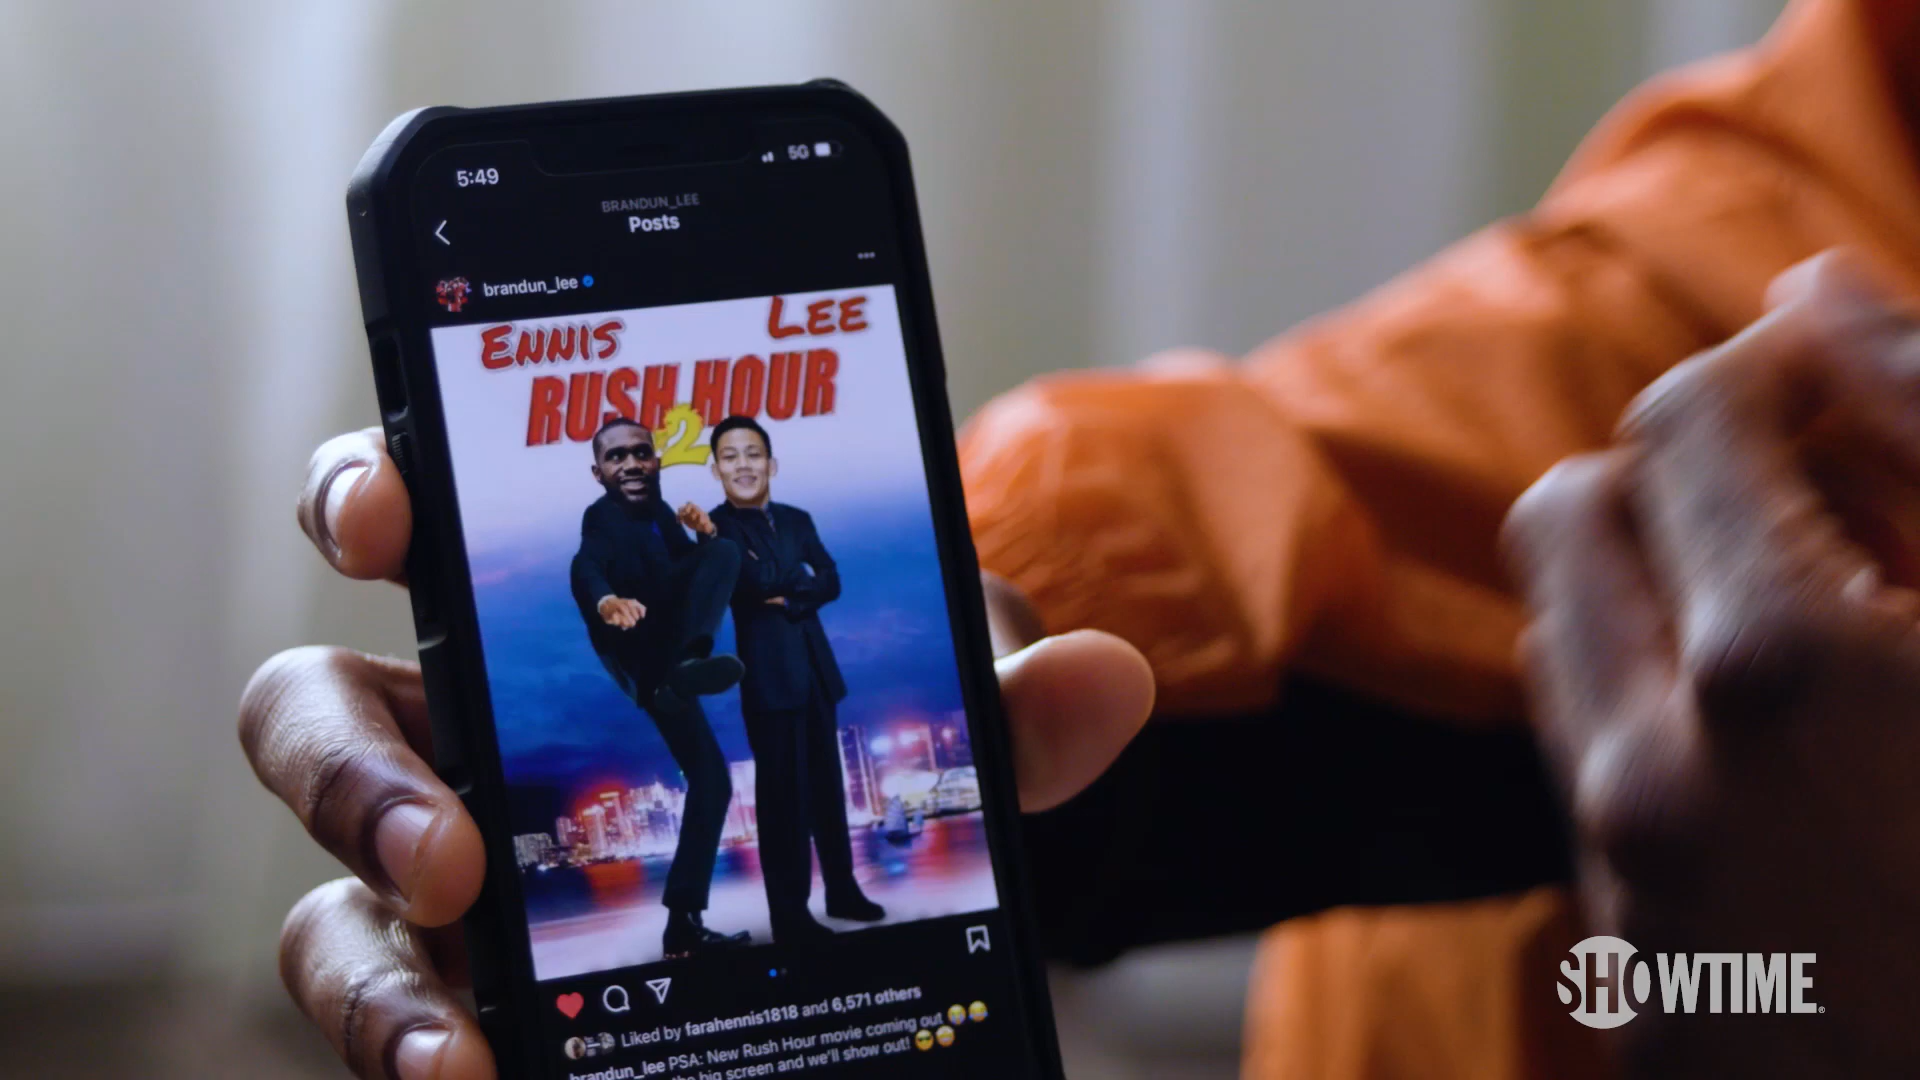 5:49
5G
BRANDUN_LEE
Posts
brandun_lee
ENNIS
LEE
RUSH HOUR
2
Liked by farahennis1818 and 6,571 others
brandun_lee PSA: New Rush Hour movie coming out 😂😂
the big screen and we'll show out! 😎🤩
SHOWTIME®